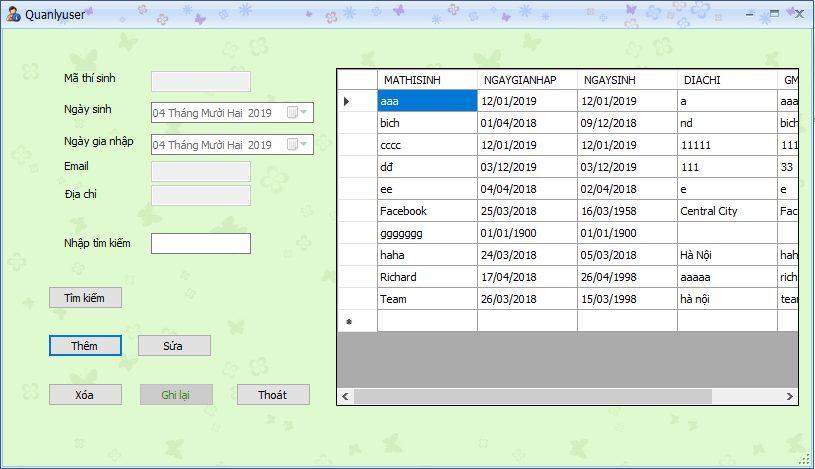 Quanlyuser
Mã thí sinh
Ngày sinh 04 Tháng Mười Hai 2019
Ngày gia nhập 04 Tháng Mười Hai 2019
Email
Địa chỉ
Nhập tìm kiếm
Tìm kiếm
Thêm Sửa
Xóa Ghi lại Thoát
MATHISINH NGAYGIANHAP NGAYSINH DIACHI GM
aaa 12/01/2019 12/01/2019 a aaa
bich 01/04/2018 09/12/2018 nd bich
cccc 12/01/2019 12/01/2019 11111 111
dđ 03/12/2019 03/12/2019 111 33
ee 04/04/2018 02/04/2018 e e
Facebook 25/03/2018 16/03/1958 Central City Fac
ggggggg 01/01/1900 01/01/1900
haha 24/03/2018 05/03/2018 Hà Nội hah
Richard 17/04/2018 26/04/1998 aaaaa rich
Team 26/03/2018 15/03/1998 hà nội tear